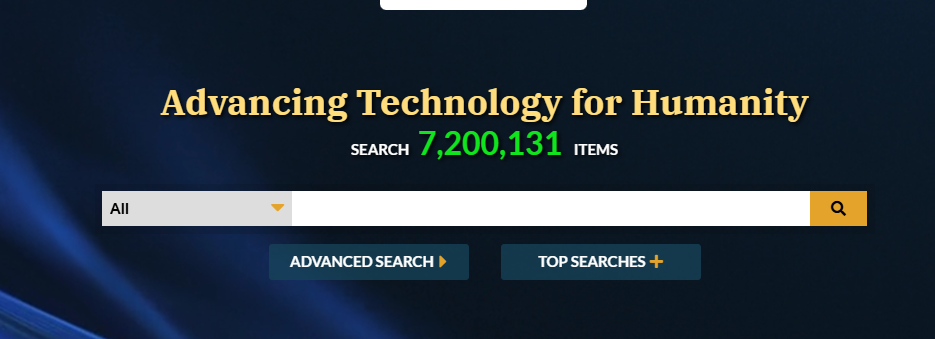 Advancing Technology for Humanity
SEARCH 7,200,131 ITEMS
All
ADVANCED SEARCH
TOP SEARCHES